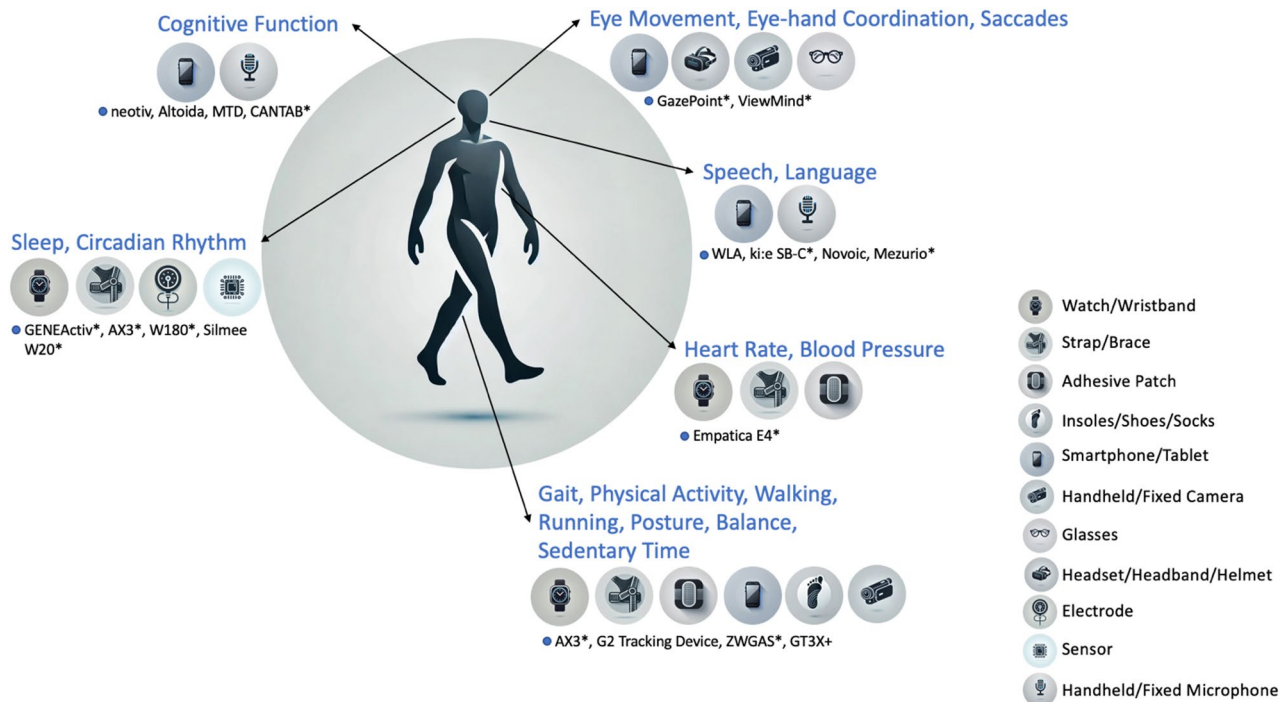 Cognitive Function
neotiv, Altoida, MTD, CANTAB*
Eye Movement, Eye-hand Coordination, Saccades
GazePoint*, ViewMind*
Speech, Language
WLA, ki:e SB-C*, Novoic, Mezurio*
Sleep, Circadian Rhythm
GENEActiv*, AX3*, W180*, Silmee
W20*
Heart Rate, Blood Pressure
Empatica E4*
Gait, Physical Activity, Walking,
Running, Posture, Balance,
Sedentary Time
AX3*, G2 Tracking Device, ZWGAS*, GT3X+
Watch/Wristband
Strap/Brace
Adhesive Patch
Insoles/Shoes/Socks
Smartphone/Tablet
Handheld/Fixed Camera
Glasses
Headset/Headband/Helmet
Electrode
Sensor
Handheld/Fixed Microphone